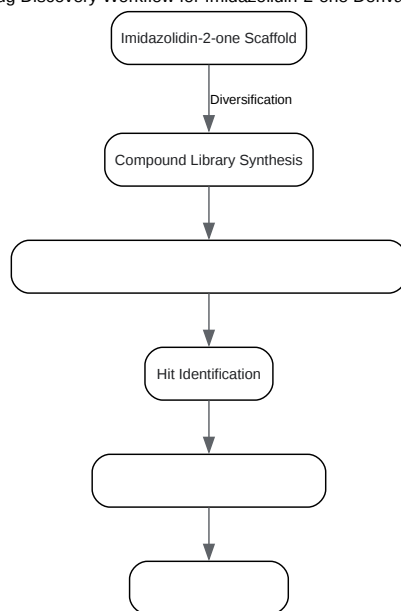 Discovery Workflow for Imidazolidin-2-one
Imidazolidin-2-one Scaffold
Diversification
Compound Library Synthesis
Hit Identification